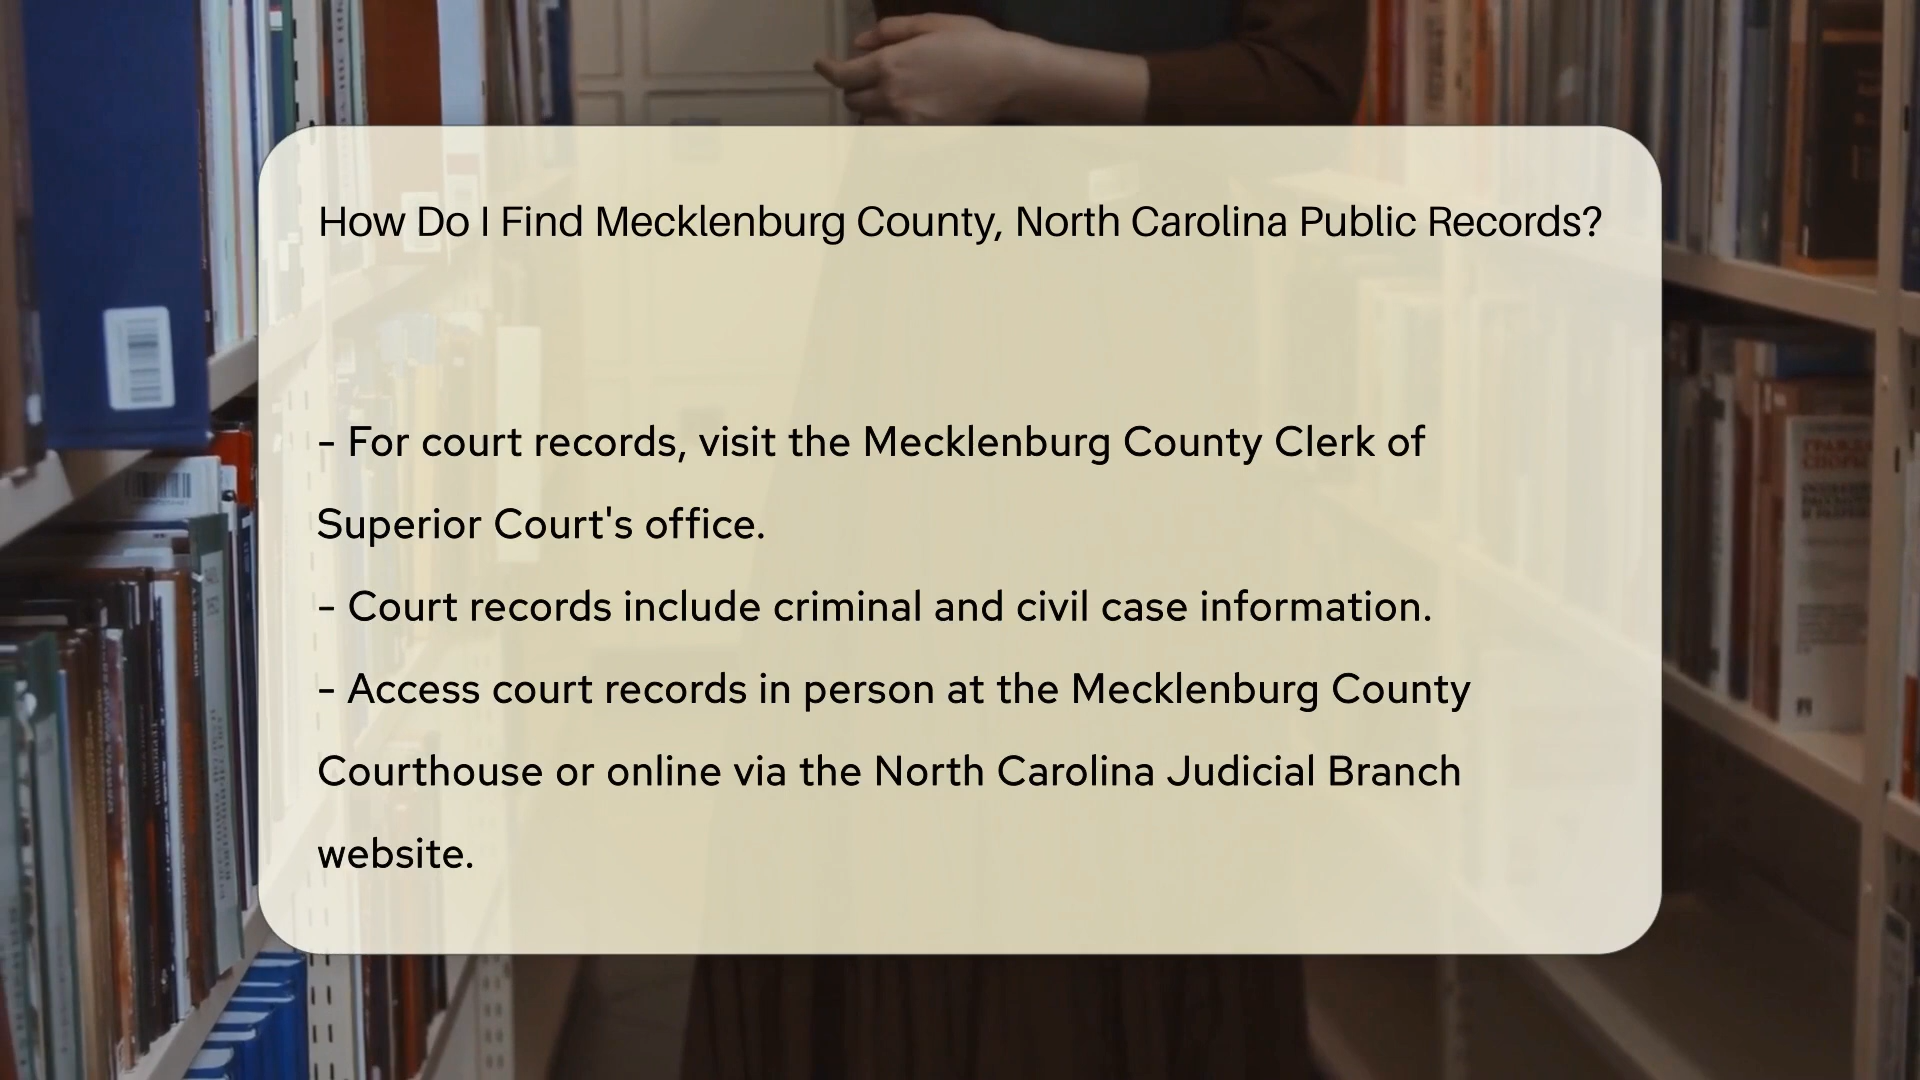 How Do I Find Mecklenburg County, North Carolina Public Records?
- For court records, visit the Mecklenburg County Clerk of
Superior Court's office.
- Court records include criminal and civil case information.
- Access court records in person at the Mecklenburg County
Courthouse or online via the North Carolina Judicial Branch
website.